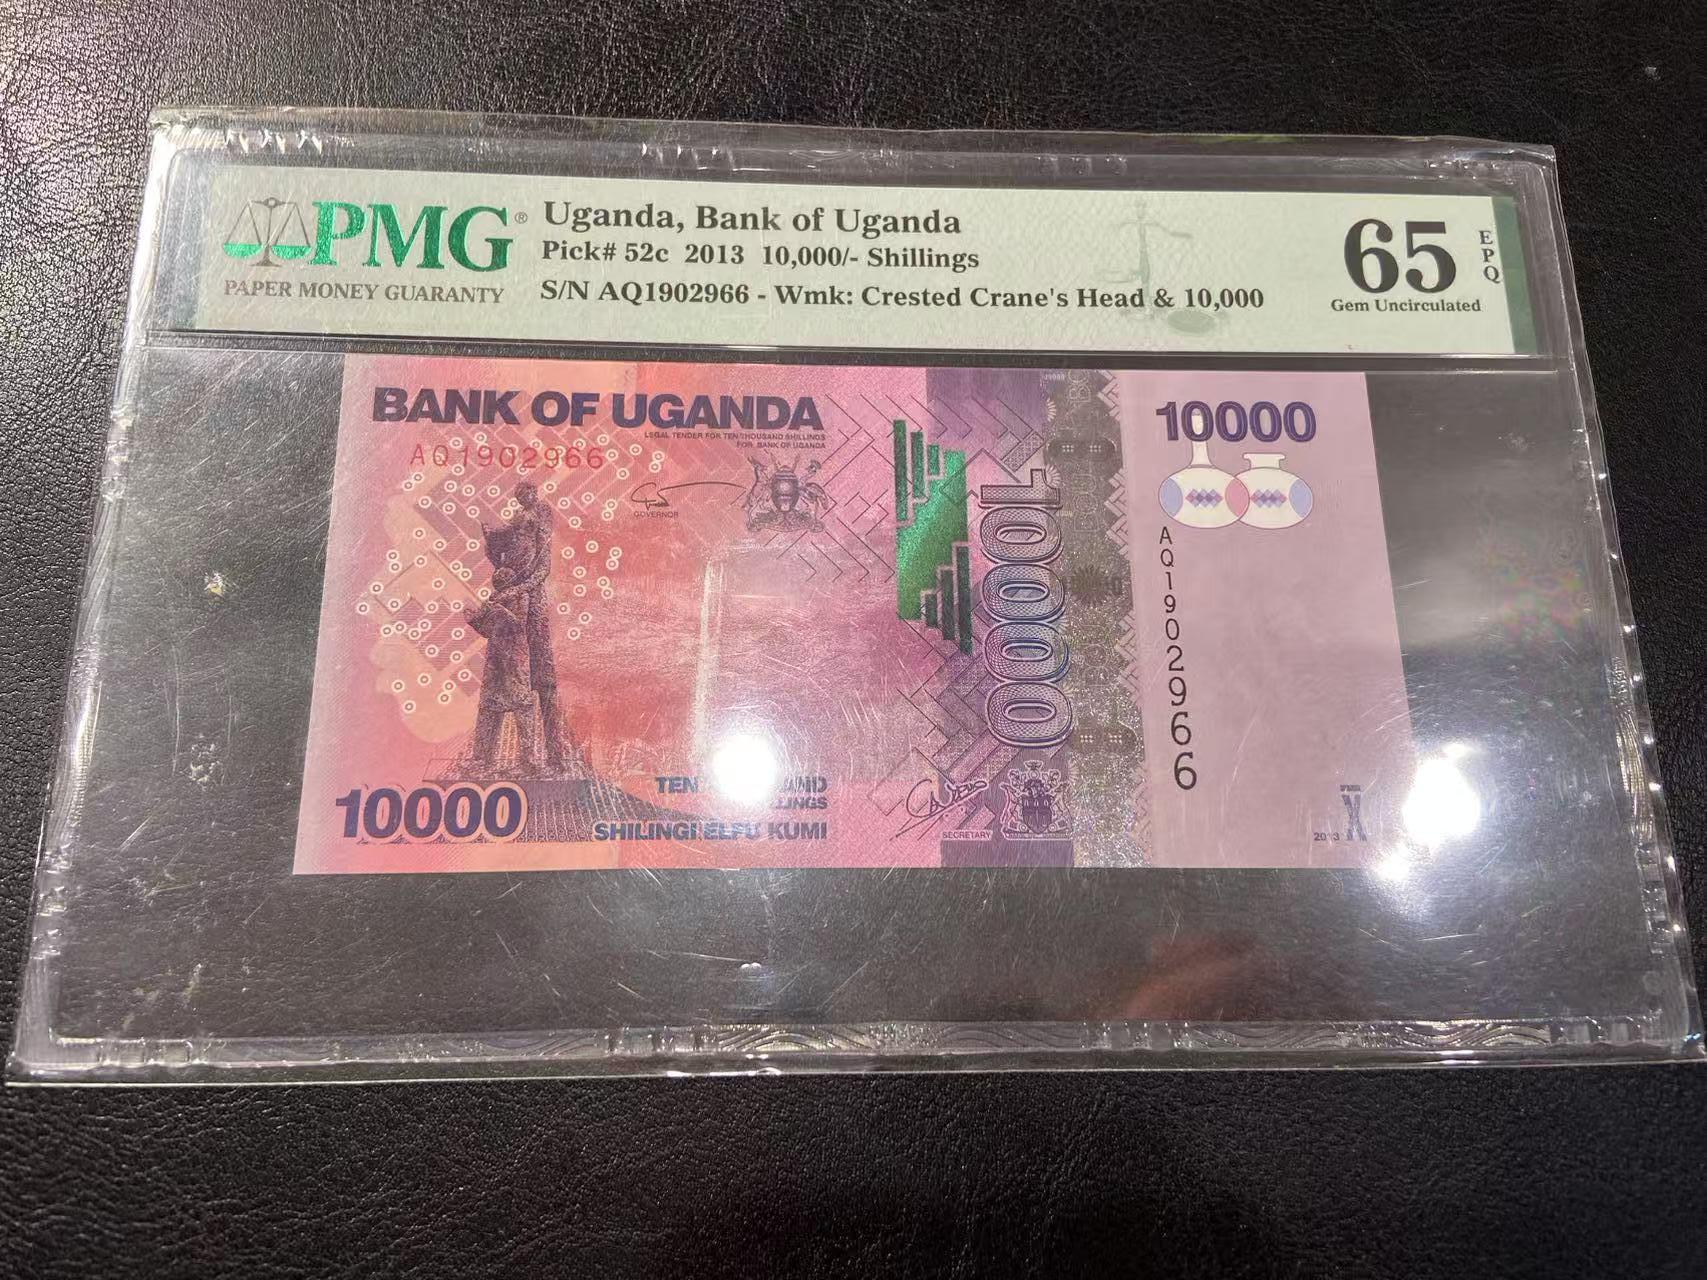 PMG®
PAPER MONEY GUARANTY
Uganda, Bank of Uganda
Pick# 52c 2013 10,000/- Shillings
S/N AQ1902966 - Wmk: Crested Crane's Head & 10,000
65
EPQ
Gem Uncirculated
BANK OF UGANDA
LEGAL TENDER FOR TEN THOUSAND SHILLINGS
FOR BANK OF UGANDA
AQ1902966
GOVERNOR
10000
10000
AQ1902966
10000
TEN
SHILINGI ELFU KUMI
SECRETARY
2013